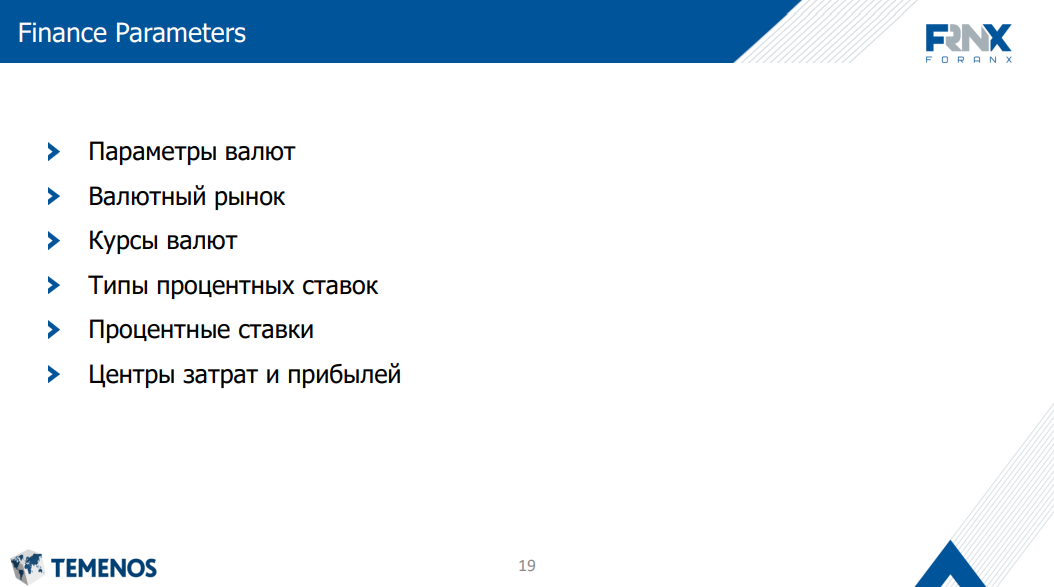 Finance Parameters
FRNX
FORANX
Параметры валют
Валютный рынок
Курсы валют
Типы процентных ставок
Процентные ставки
Центры затрат и прибылей
TEMENOS
19